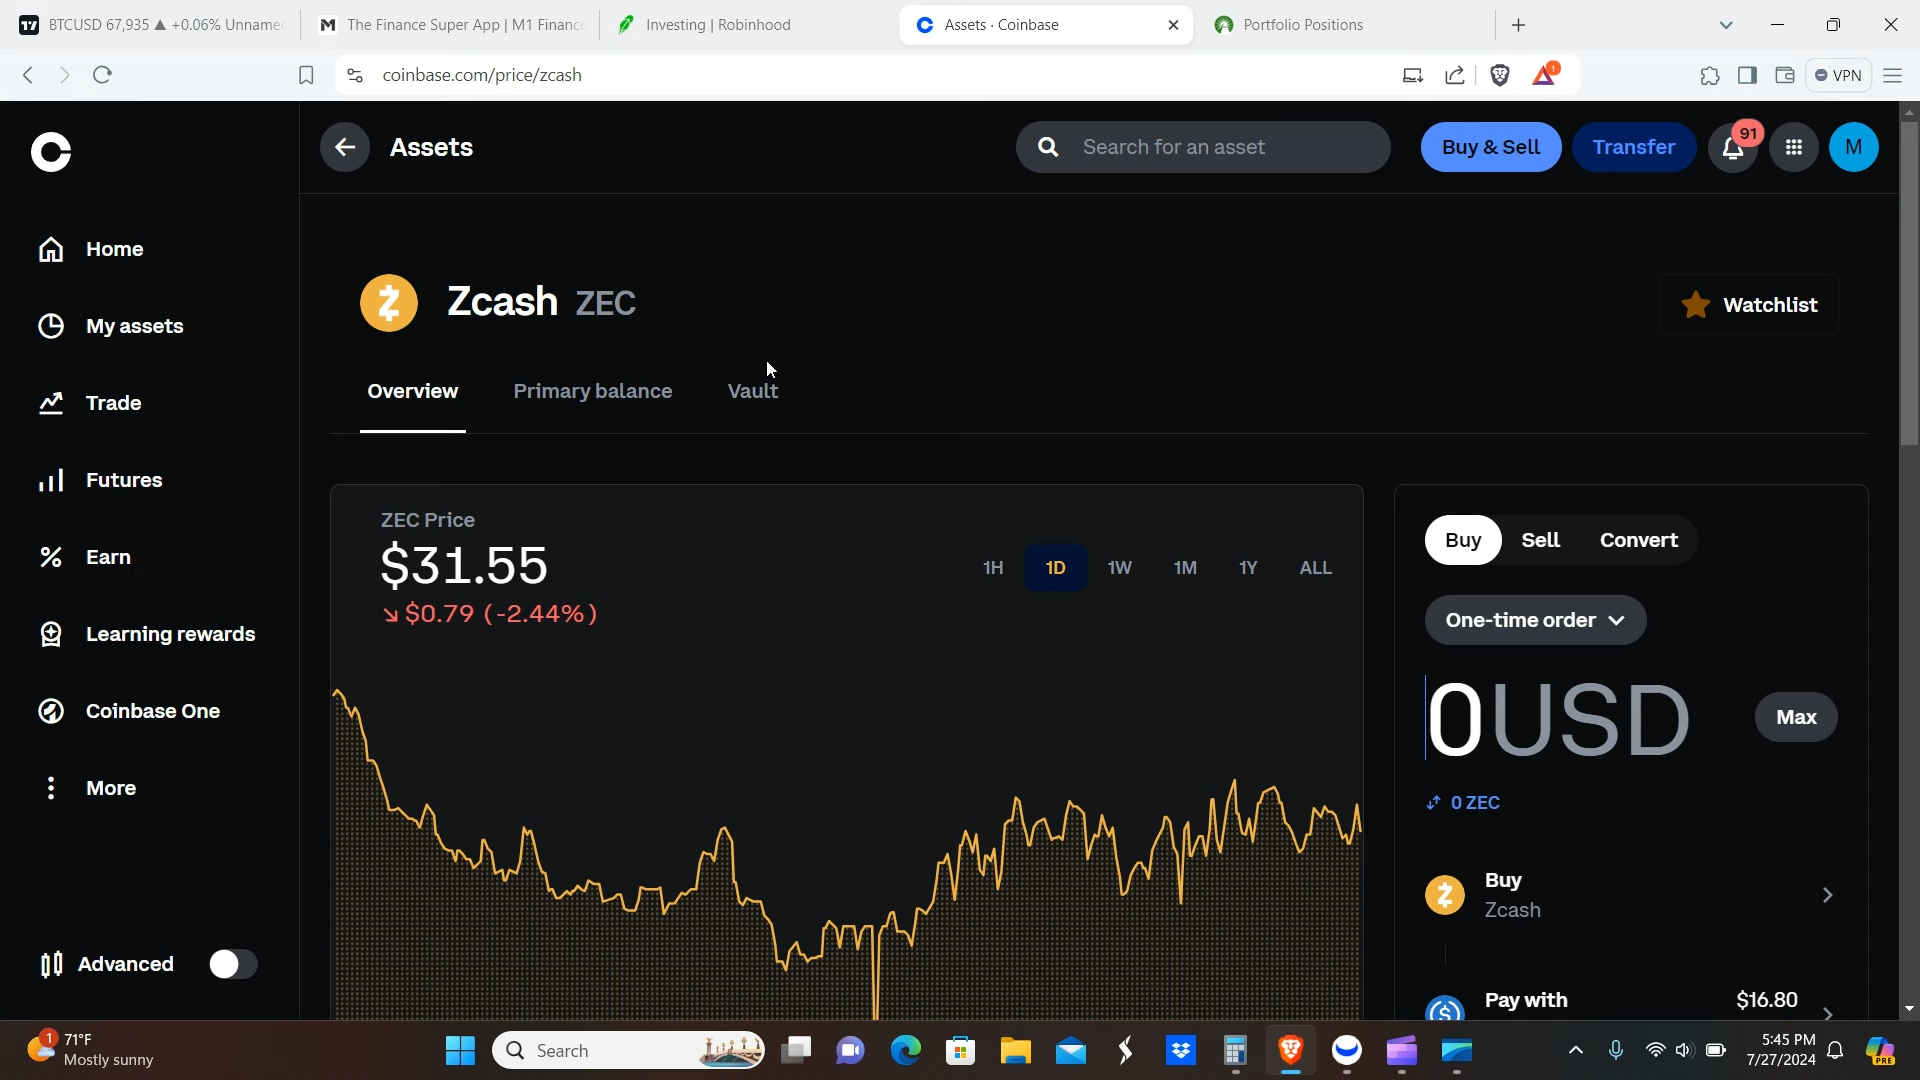 BTCUSD 67,935 ▲ +0.06% Unname
The Finance Super App | M1 Finance
Investing | Robinhood
Assets · Coinbase
Portfolio Positions
coinbase.com/price/zcash
1
VPN
Assets
Search for an asset
Buy & Sell
Transfer
91
M
Home
My assets
Trade
Futures
Earn
Learning rewards
Coinbase One
More
Advanced
Zcash ZEC
Watchlist
Overview
Primary balance
Vault
ZEC Price
$31.55
↘ $0.79 (-2.44%)
1H
1D
1W
1M
1Y
ALL
Buy
Sell
Convert
One-time order
0USD
Max
0 ZEC
Buy
Zcash
Pay with
$16.80
1
71°F
Mostly sunny
Search
5:45 PM
7/27/2024
PRE